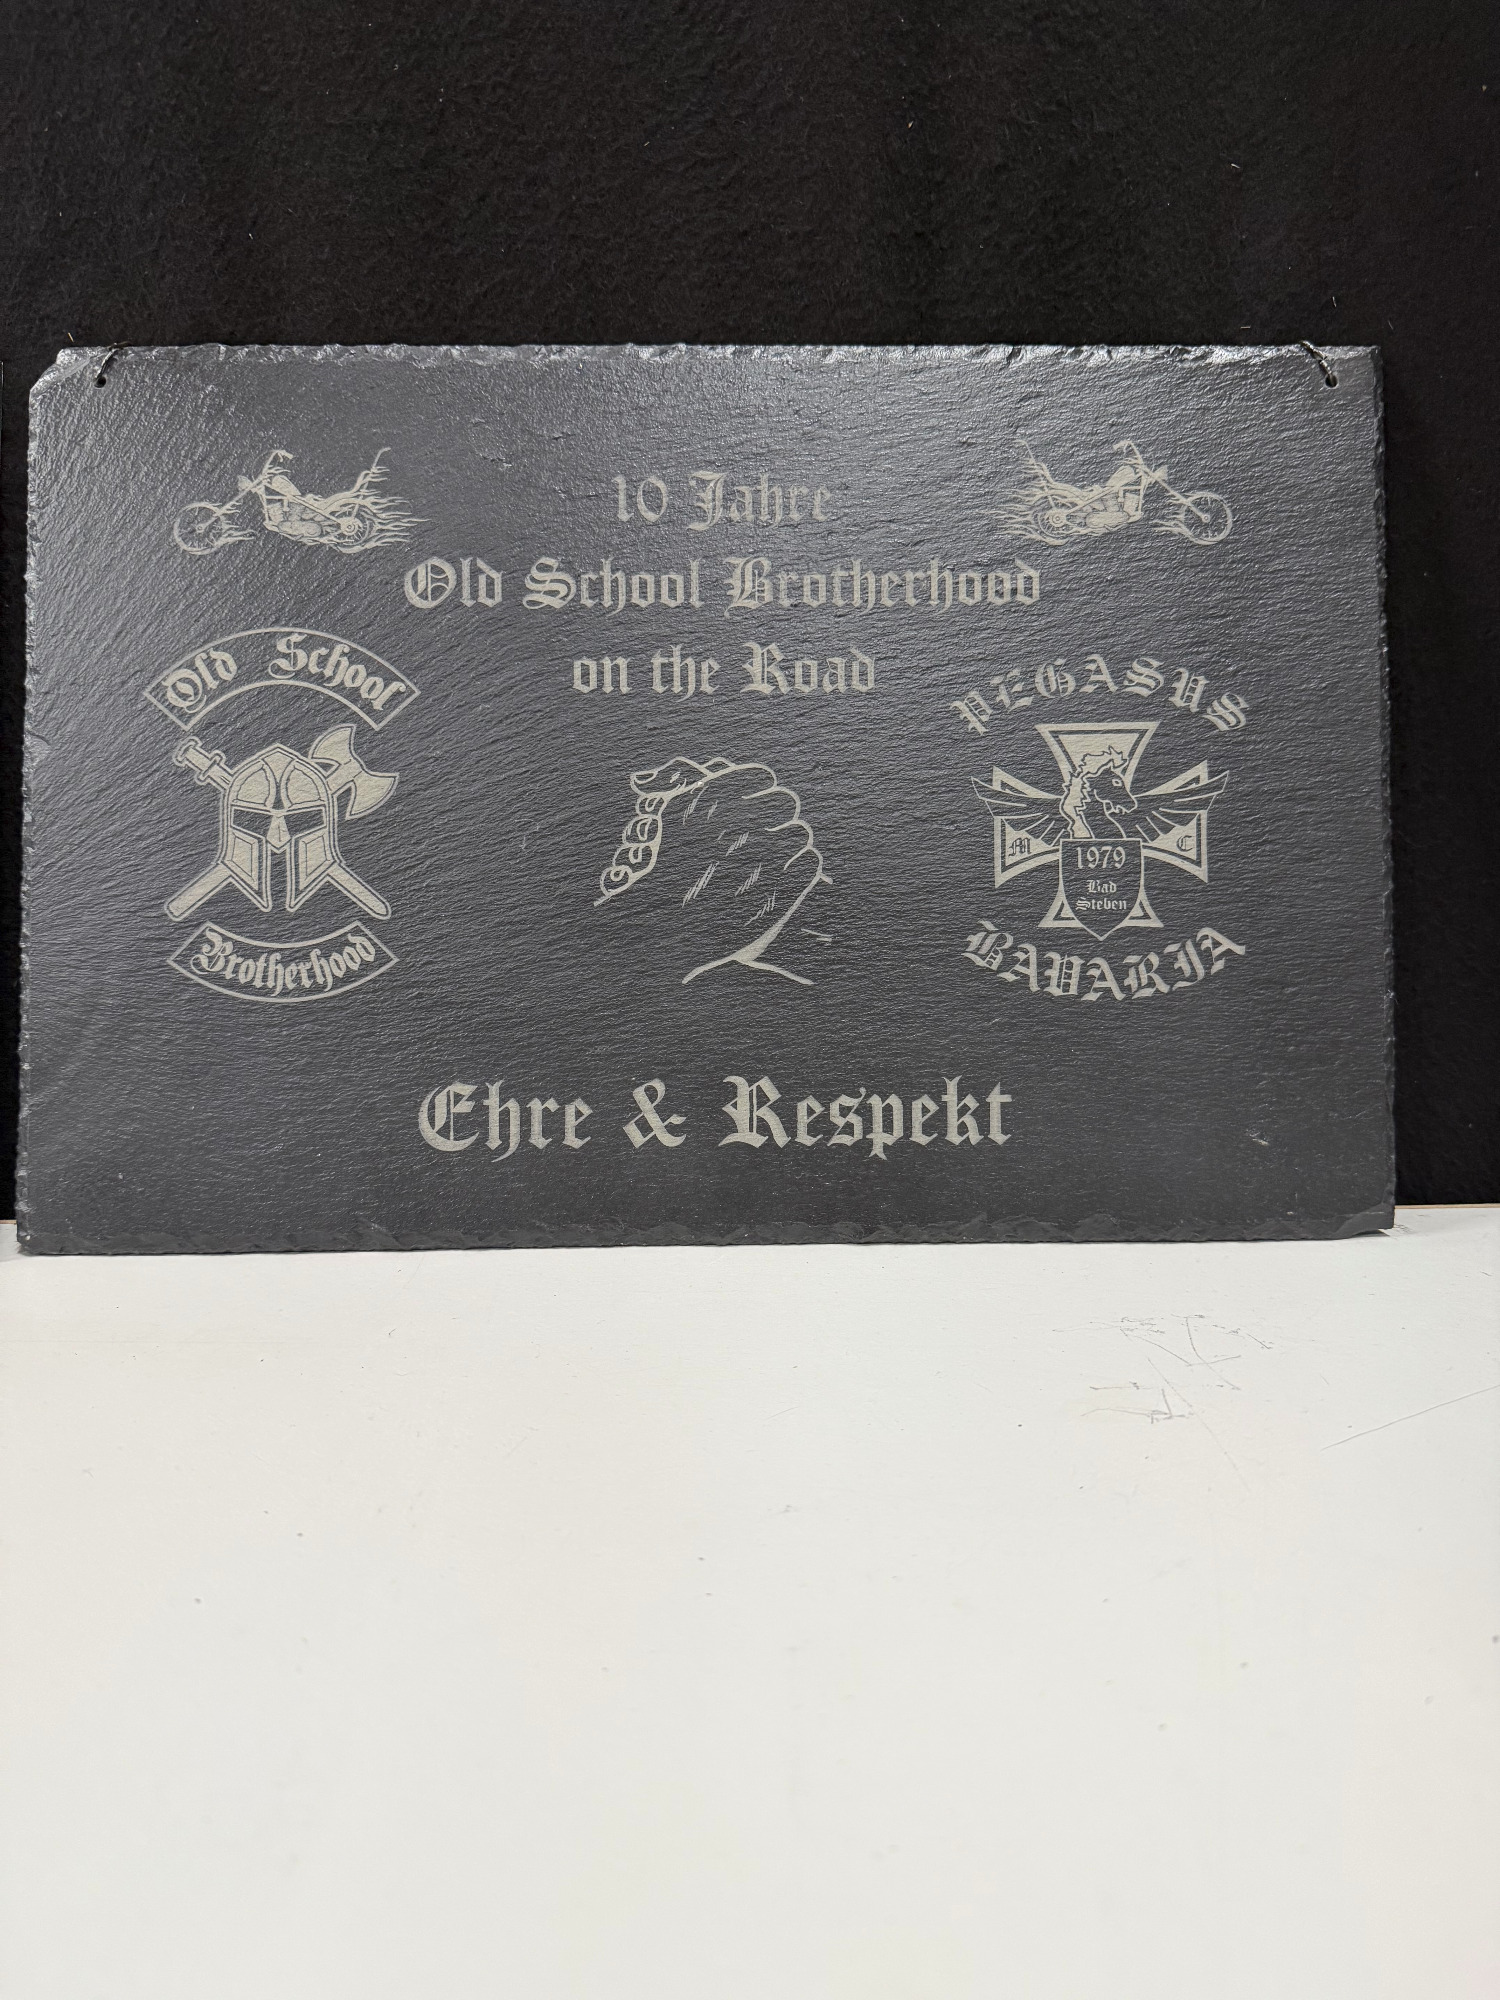 10 Jahre
Old School Brotherhood
on the Road
Old School
Brotherhood
PEGASUS
M C
1979
Bad
Steben
BAVARIA
Ehre & Respekt